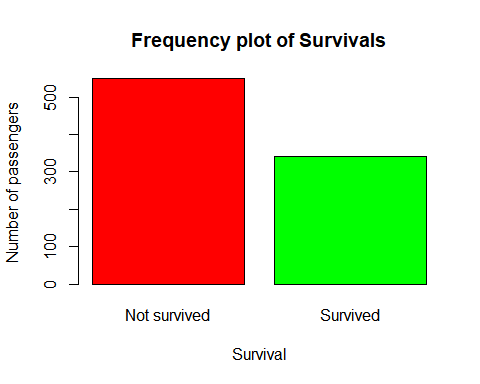 Frequency plot of Survivals
Number of passengers
500
300
100
0
Not survived
Survived
Survival